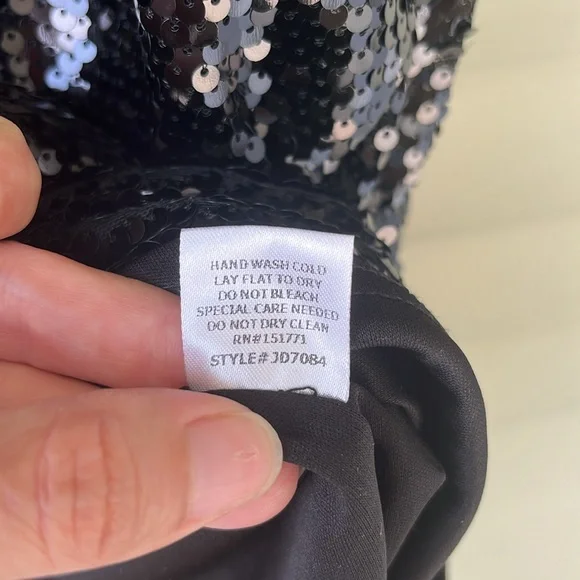 HAND WASH COLD
LAY FLAT TO DRY
DO NOT BLEACH
SPECIAL CARE NEEDED
DO NOT DRY CLEAN
RN#151771
STYLE# JD7084